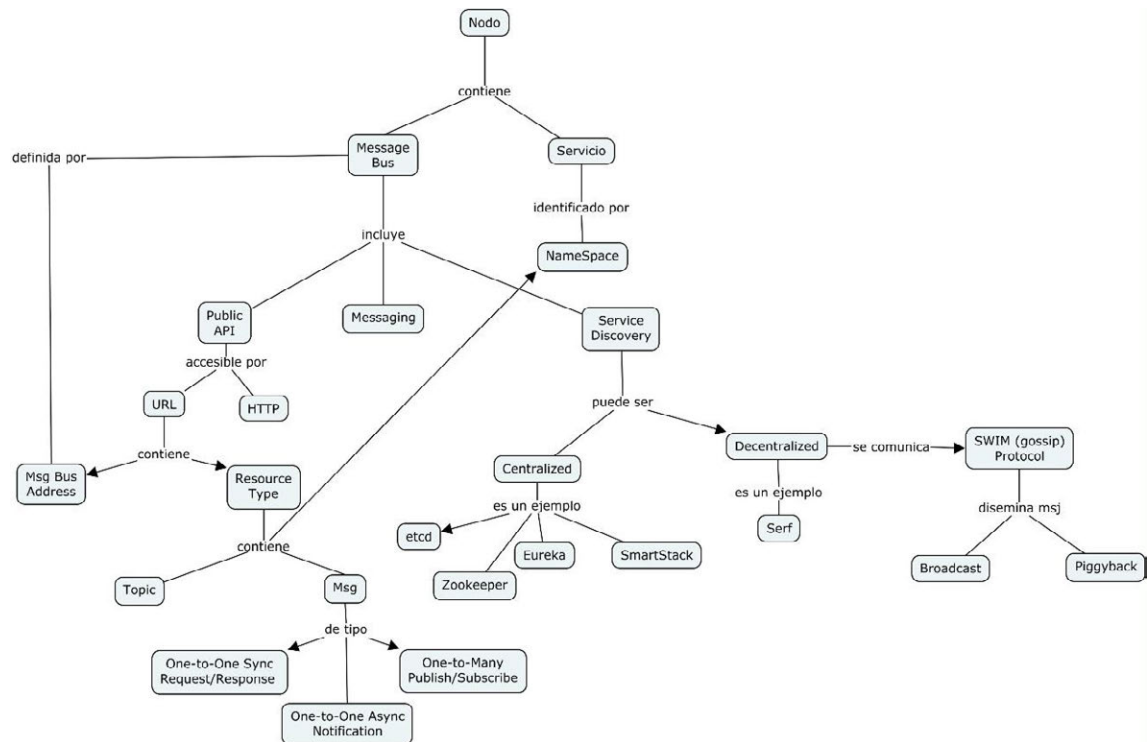 Nodo
contiene
Message
Bus
Servicio
definida por
identificado por
incluye
NameSpace
Public
API
Messaging
Service
Discovery
accesible por
URL
HTTP
puede ser
contiene
Msg Bus
Address
Resource
Type
Centralized
Decentralized
se comunica
SWIM (gossip)
Protocol
es un ejemplo
es un ejemplo
disemina msj
etcd
Eureka
SmartStack
Serf
contiene
Zookeeper
Broadcast
Piggyback
Topic
Msg
de tipo
One-to-One Sync
Request/Response
One-to-Many
Publish/Subscribe
One-to-One Async
Notification